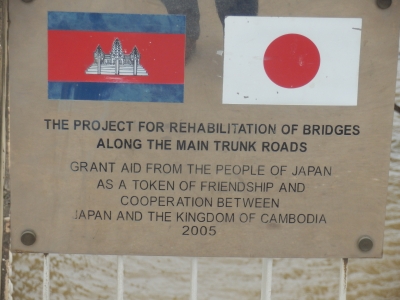 THE PROJECT FOR REHABILITATION OF BRIDGES
ALONG THE MAIN TRUNK ROADS
GRANT AID FROM THE PEOPLE OF JAPAN
AS A TOKEN OF FRIENDSHIP AND
COOPERATION BETWEEN
JAPAN AND THE KINGDOM OF CAMBODIA
2005